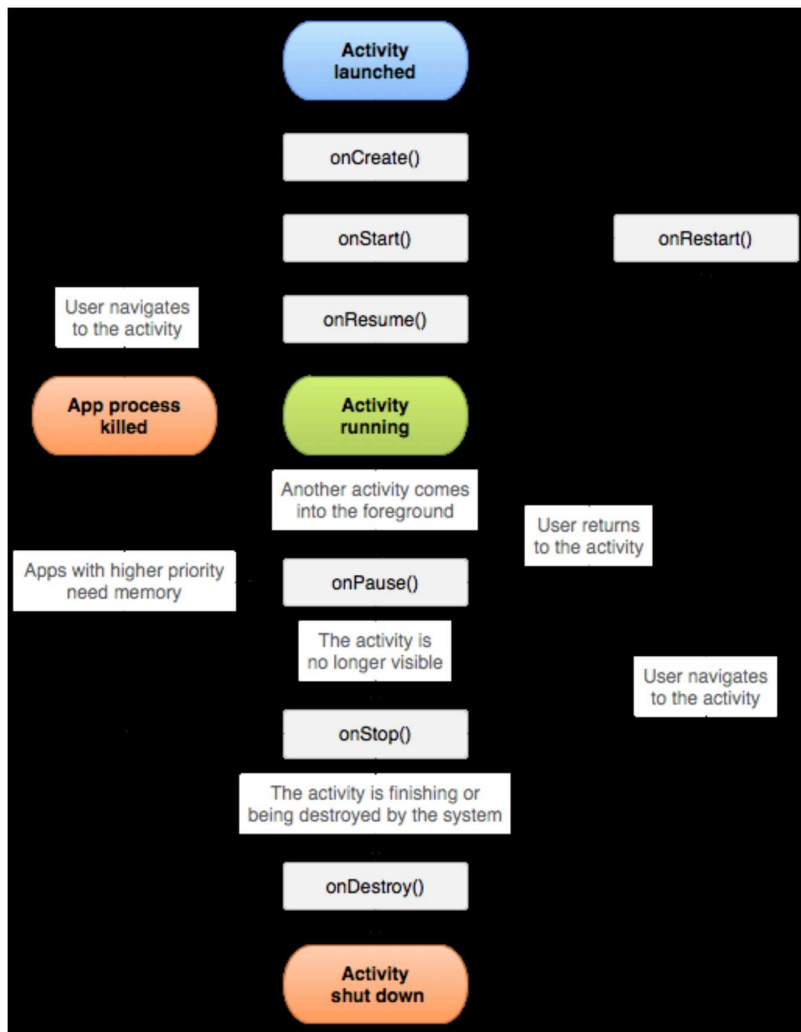 Activity
launched
onCreate()
onStart()
onRestart()
User navigates
to the activity
onResume()
App process
killed
Activity
running
Another activity comes
into the foreground
User returns
to the activity
Apps with higher priority
need memory
onPause()
The activity is
no longer visible
User navigates
to the activity
onStop()
The activity is finishing or
being destroyed by the system
onDestroy()
Activity
shut down